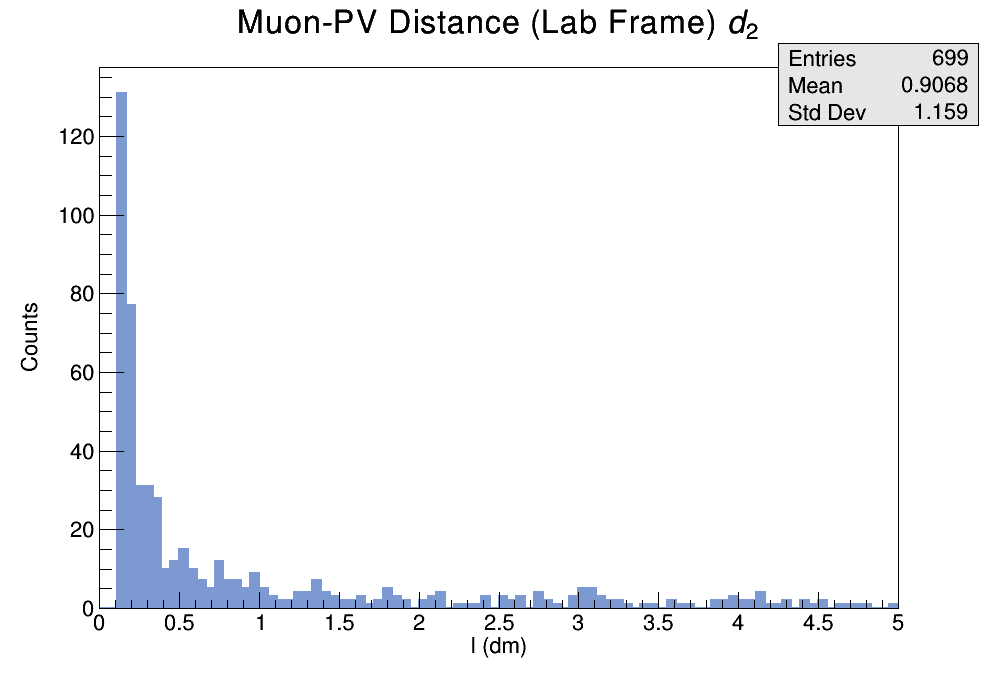 Muon-PV Distance (Lab Frame) d₂
Entries 699
Mean 0.9068
Std Dev 1.159
120
100
80
60
40
20
0
Counts
0 0.5 1 1.5 2 2.5 3 3.5 4 4.5 5
l (dm)